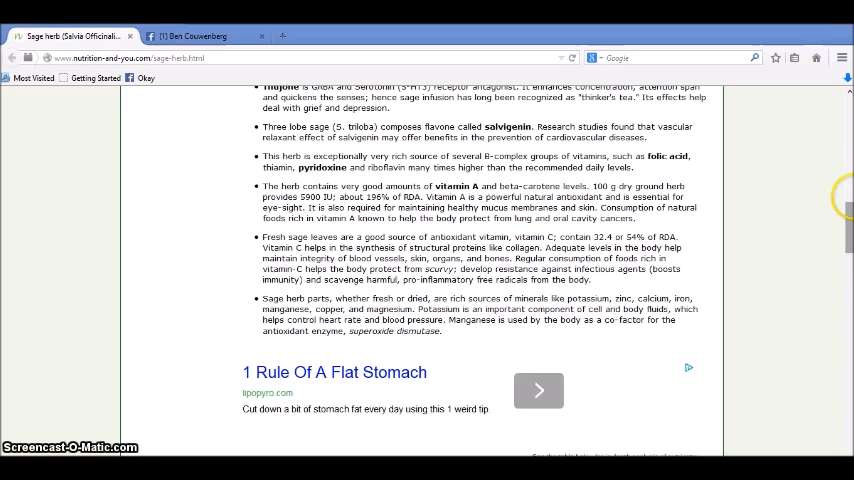 Sage herb (Salvia Officinali...
(1) Ben Couwenberg
www.nutrition-and-you.com/sage-herb.html
Google
Most Visited
Getting Started
Okay
Thujone is GABA and Serotonin (5-HT3) receptor antagonist. It enhances concentration, attention span
and quickens the senses; hence sage infusion has long been recognized as "thinker's tea." Its effects help
deal with grief and depression.
Three lobe sage (S. triloba) composes flavone called salvigenin. Research studies found that vascular
relaxant effect of salvigenin may offer benefits in the prevention of cardiovascular diseases.
This herb is exceptionally very rich source of several B-complex groups of vitamins, such as folic acid,
thiamin, pyridoxine and riboflavin many times higher than the recommended daily levels.
The herb contains very good amounts of vitamin A and beta-carotene levels. 100 g dry ground herb
provides 5900 IU; about 196% of RDA. Vitamin A is a powerful natural antioxidant and is essential for
eye-sight. It is also required for maintaining healthy mucus membranes and skin. Consumption of natural
foods rich in vitamin A known to help the body protect from lung and oral cavity cancers.
Fresh sage leaves are a good source of antioxidant vitamin, vitamin C; contain 32.4 or 54% of RDA.
Vitamin C helps in the synthesis of structural proteins like collagen. Adequate levels in the body help
maintain integrity of blood vessels, skin, organs, and bones. Regular consumption of foods rich in
vitamin-C helps the body protect from scurvy; develop resistance against infectious agents (boosts
immunity) and scavenge harmful, pro-inflammatory free radicals from the body.
Sage herb parts, whether fresh or dried, are rich sources of minerals like potassium, zinc, calcium, iron,
manganese, copper, and magnesium. Potassium is an important component of cell and body fluids, which
helps control heart rate and blood pressure. Manganese is used by the body as a co-factor for the
antioxidant enzyme, superoxide dismutase.
1 Rule Of A Flat Stomach
lipopyro.com
Cut down a bit of stomach fat every day using this 1 weird tip.
Screencast-O-Matic.com